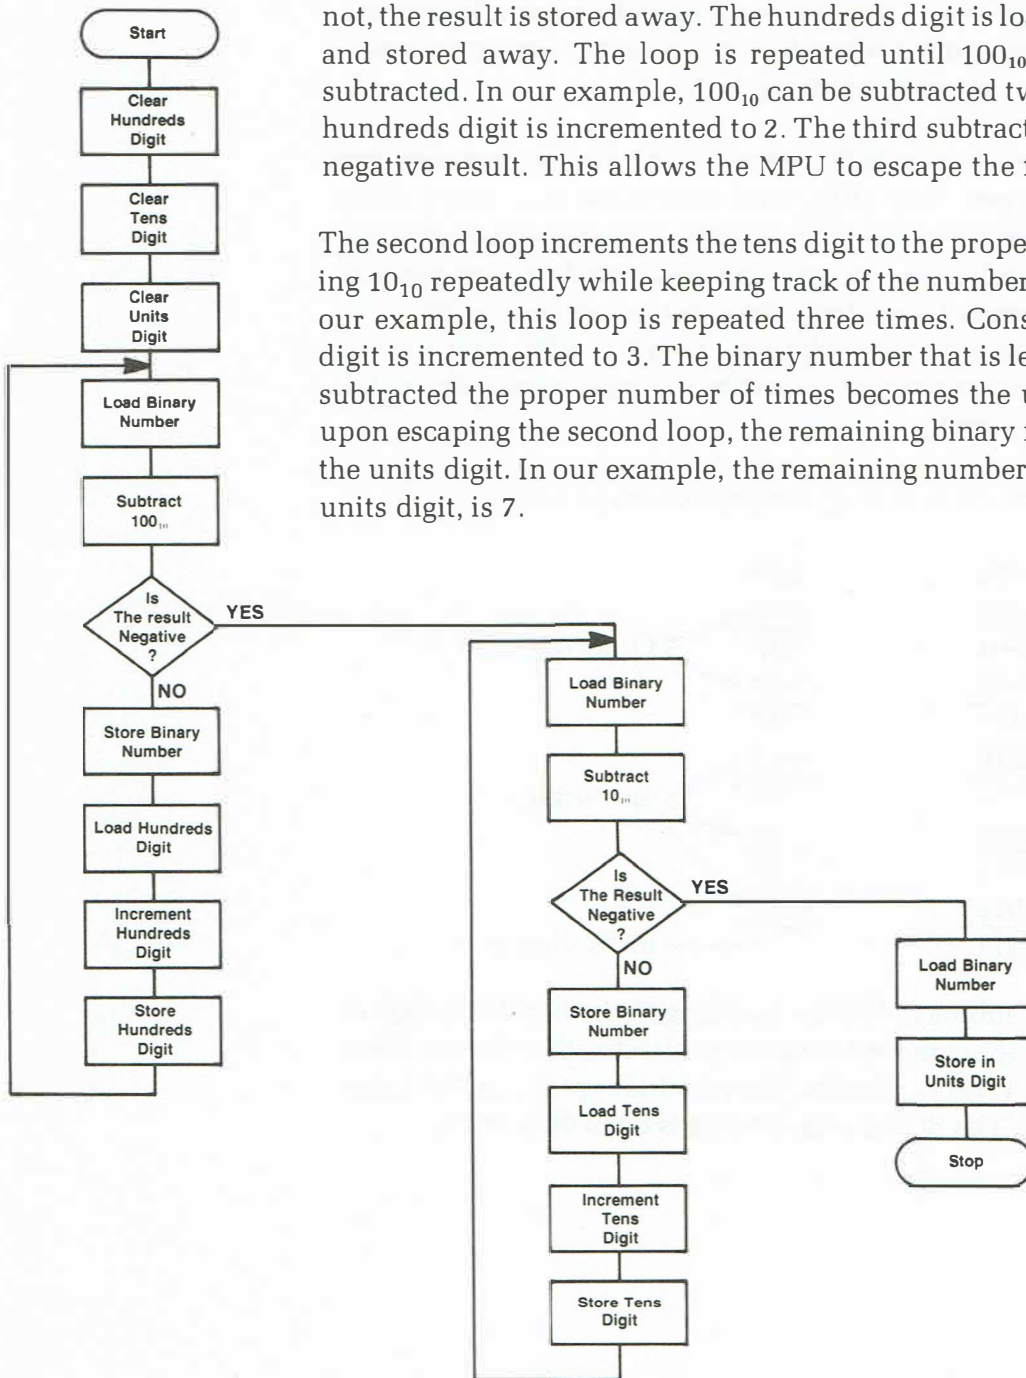 not, the result is stored away. The hundreds digit is
and stored away. The loop is repeated until 100₁₀
subtracted. In our example, 100₁₀ can be subtracted
hundreds digit is incremented to 2. The third
negative result. This allows the MPU to escape the
The second loop increments the tens digit to the
ing 10₁₀ repeatedly while keeping track of the number
our example, this loop is repeated three times.
digit is incremented to 3. The binary number that is
subtracted the proper number of times becomes the
upon escaping the second loop, the remaining binary
the units digit. In our example, the remaining number
units digit, is 7.
Start
Clear
Hundreds
Digit
Clear
Tens
Digit
Clear
Units
Digit
Load Binary
Number
Subtract
100₁₀
Is
The result
Negative
?
YES
NO
Store Binary
Number
Load Hundreds
Digit
Increment
Hundreds
Digit
Store
Hundreds
Digit
Load Binary
Number
Subtract
10₁₀
Is
The Result
Negative
?
YES
NO
Store Binary
Number
Load Tens
Digit
Increment
Tens
Digit
Store Tens
Digit
Load Binary
Number
Store in
Units Digit
Stop